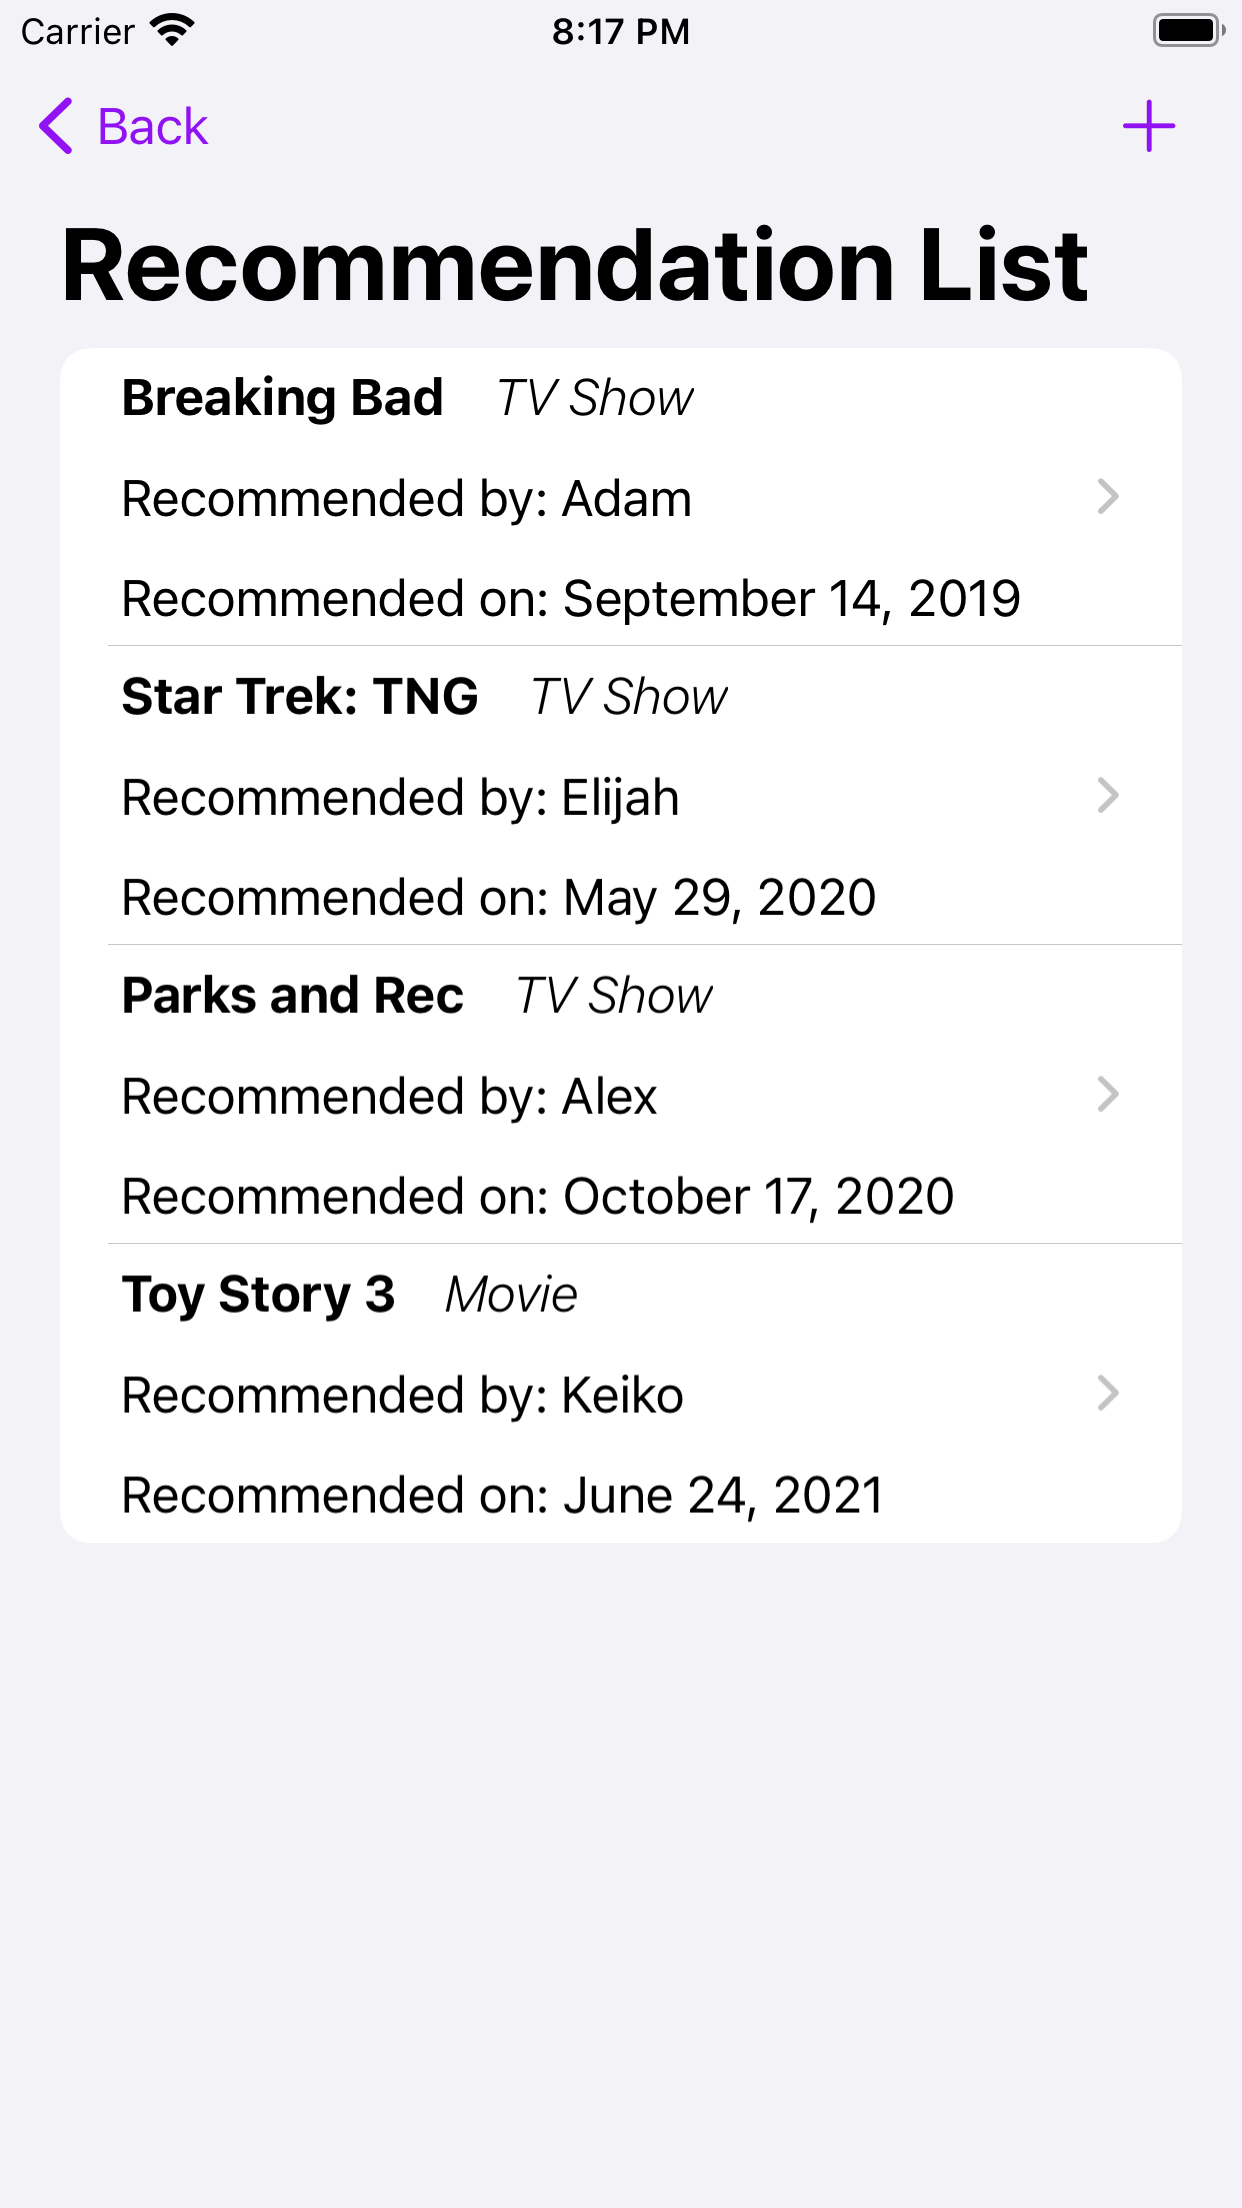 Carrier 8:17 PM
Back
Recommendation List
Breaking Bad TV Show
Recommended by: Adam
Recommended on: September 14, 2019
Star Trek: TNG TV Show
Recommended by: Elijah
Recommended on: May 29, 2020
Parks and Rec TV Show
Recommended by: Alex
Recommended on: October 17, 2020
Toy Story 3 Movie
Recommended by: Keiko
Recommended on: June 24, 2021